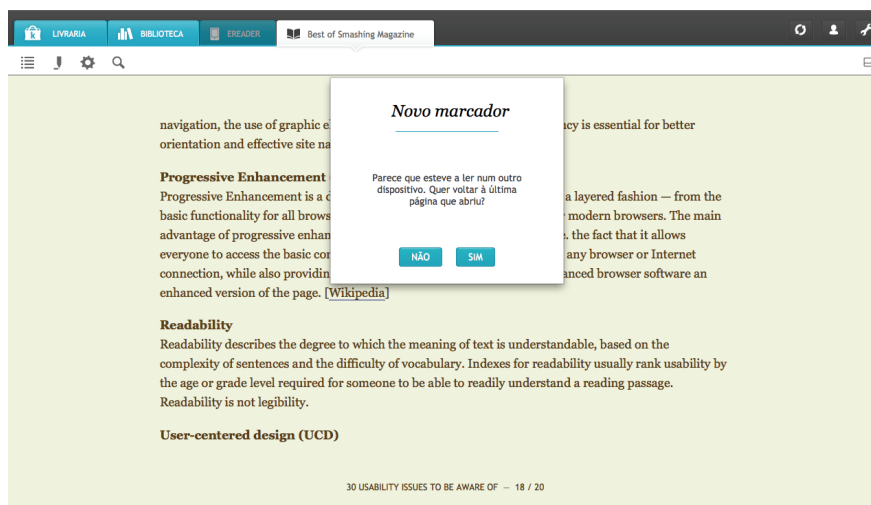 LIVRARIA
BIBLIOTECA
EREADER
Best of Smashing Magazine
Novo marcador
Parece que esteve a ler num outro
dispositivo. Quer voltar à última
página que abriu?
NÃO
SIM
navigation, the use of graphic el ncy is essential for better
orientation and effective site na
Progressive Enhancement
Progressive Enhancement is a d a layered fashion — from the
basic functionality for all brows modern browsers. The main
advantage of progressive enhan . the fact that it allows
everyone to access the basic con any browser or Internet
connection, while also providin anced browser software an
enhanced version of the page. [Wikipedia]
Readability
Readability describes the degree to which the meaning of text is understandable, based on the
complexity of sentences and the difficulty of vocabulary. Indexes for readability usually rank usability by
the age or grade level required for someone to be able to readily understand a reading passage.
Readability is not legibility.
User-centered design (UCD)
30 USABILITY ISSUES TO BE AWARE OF — 18 / 20